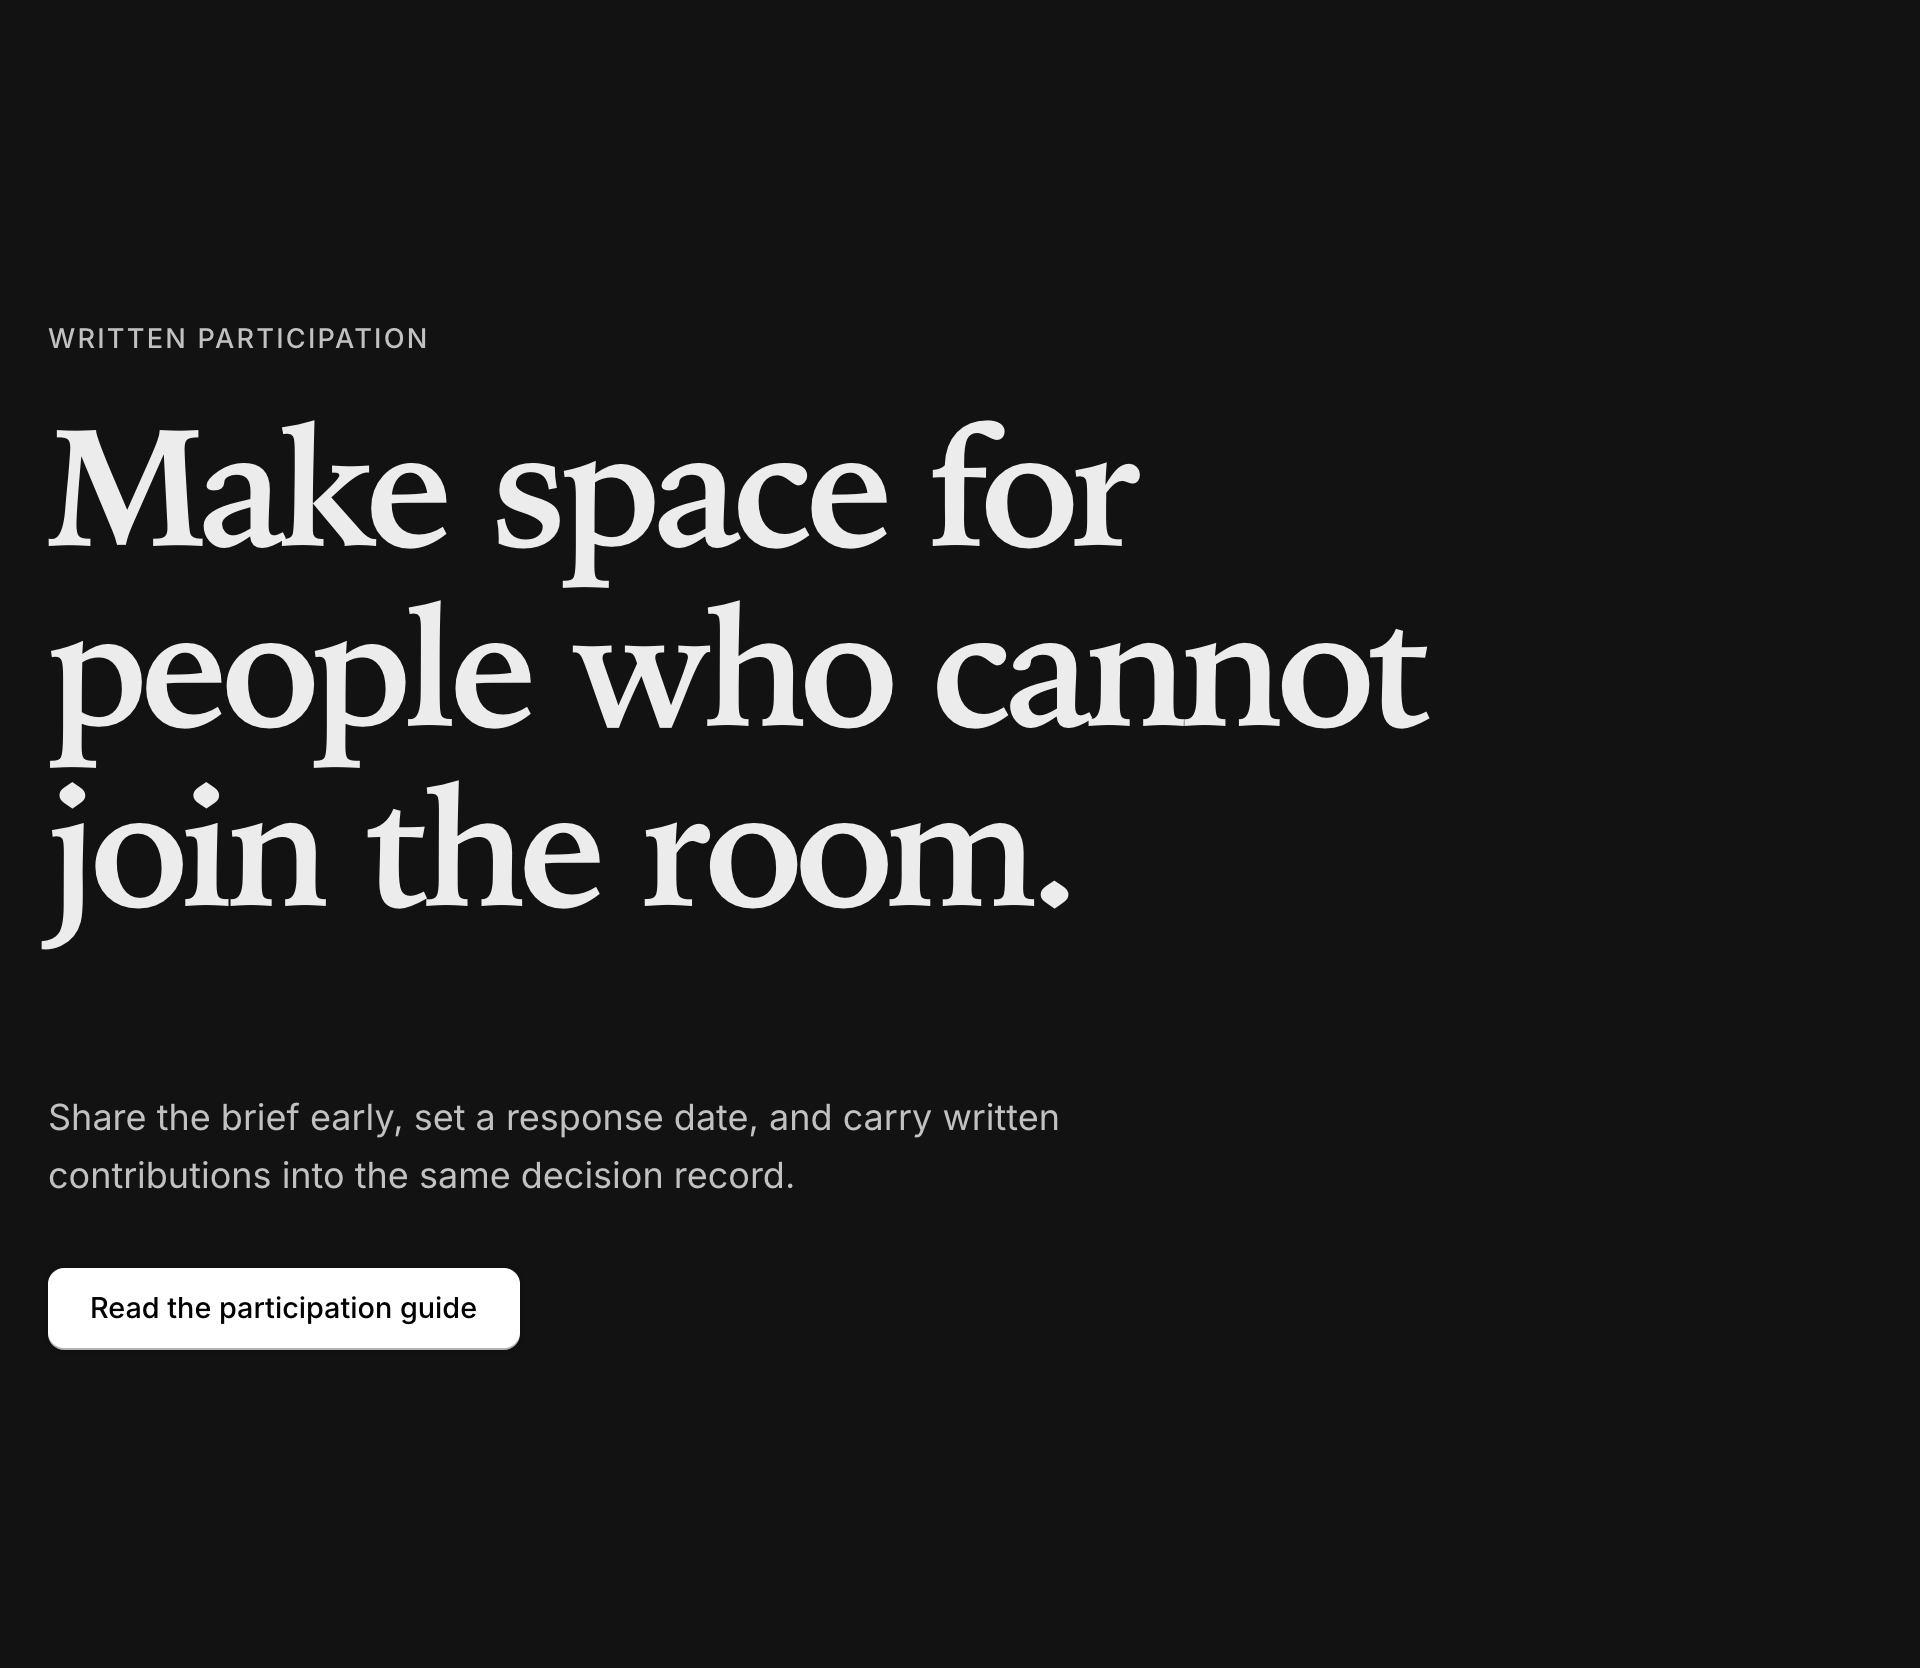 WRITTEN PARTICIPATION
Make space for
people who cannot
join the room.
Share the brief early, set a response date, and carry written
contributions into the same decision record.
Read the participation guide